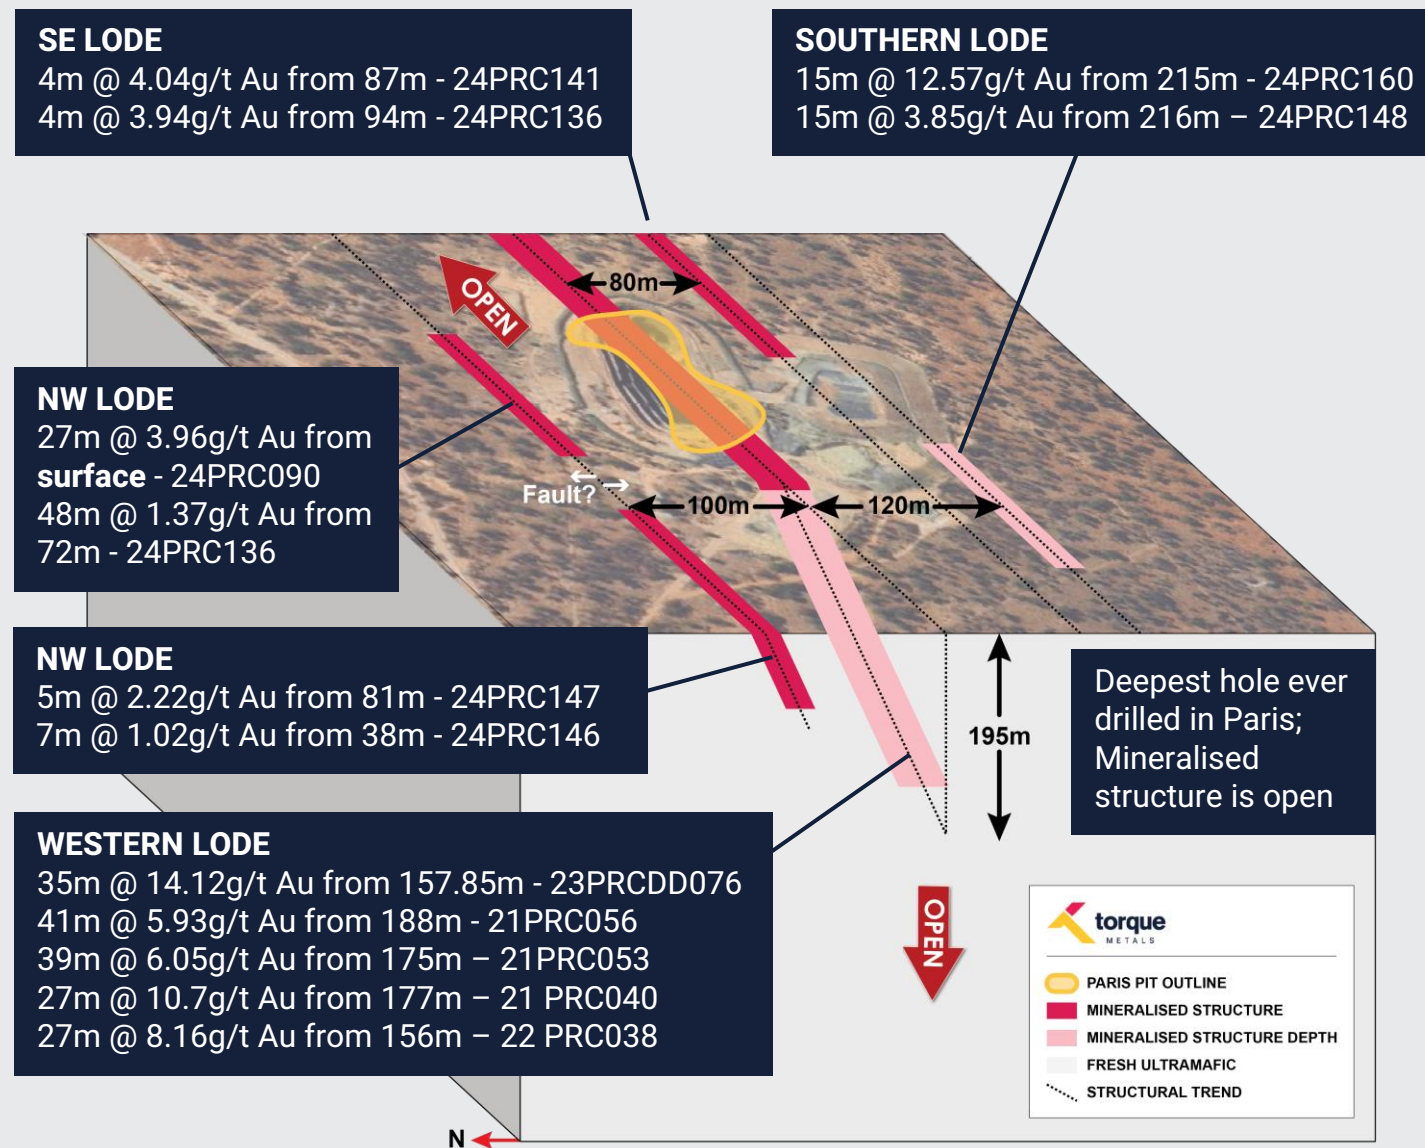 SE LODE
4m @ 4.04g/t Au from 87m - 24PRC141
4m @ 3.94g/t Au from 94m - 24PRC136
SOUTHERN LODE
15m @ 12.57g/t Au from 215m - 24PRC160
15m @ 3.85g/t Au from 216m – 24PRC148
80m
OPEN
NW LODE
27m @ 3.96g/t Au from
surface - 24PRC090
48m @ 1.37g/t Au from
72m - 24PRC136
Fault?
100m
120m
NW LODE
5m @ 2.22g/t Au from 81m - 24PRC147
7m @ 1.02g/t Au from 38m - 24PRC146
195m
Deepest hole ever
drilled in Paris;
Mineralised
structure is open
WESTERN LODE
35m @ 14.12g/t Au from 157.85m - 23PRCDD076
41m @ 5.93g/t Au from 188m - 21PRC056
39m @ 6.05g/t Au from 175m – 21PRC053
27m @ 10.7g/t Au from 177m – 21 PRC040
27m @ 8.16g/t Au from 156m – 22 PRC038
OPEN
torque
METALS
PARIS PIT OUTLINE
MINERALISED STRUCTURE
MINERALISED STRUCTURE DEPTH
FRESH ULTRAMAFIC
STRUCTURAL TREND
N